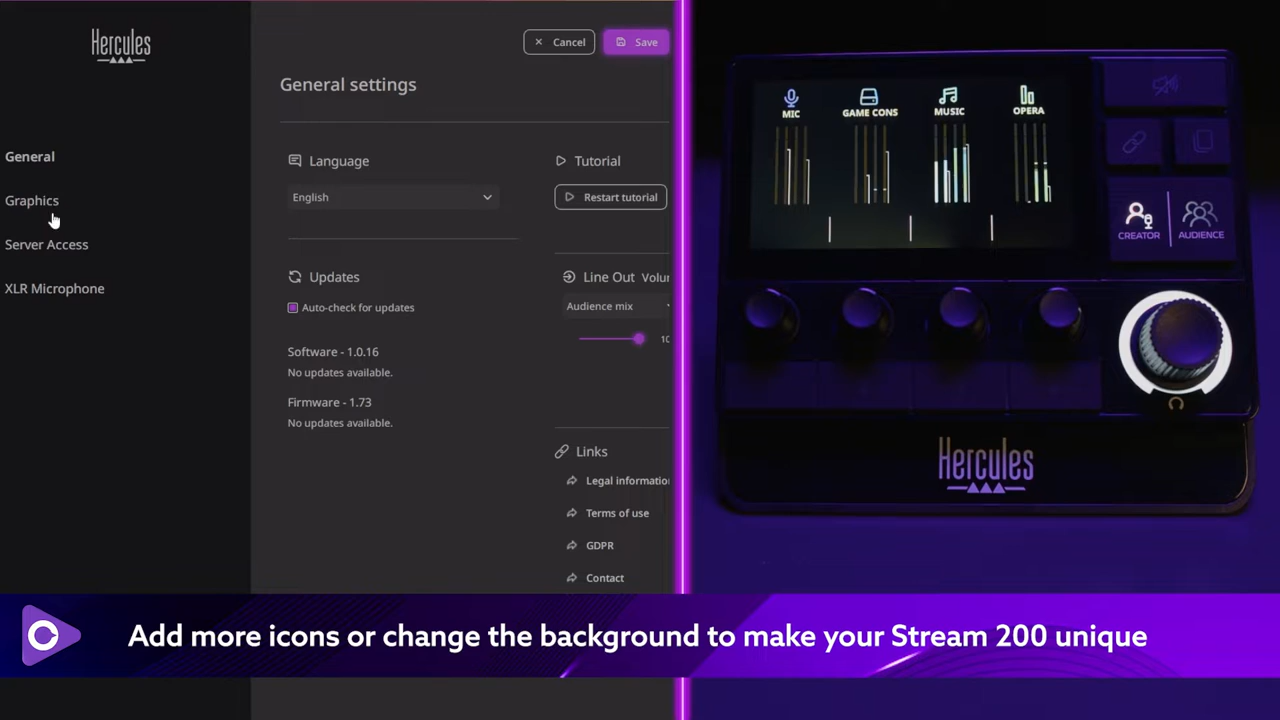 Hercules
Cancel
Save
General settings
General
Graphics
Server Access
XLR Microphone
Language
English
Updates
Auto-check for updates
Software - 1.0.16
No updates available.
Firmware - 1.73
No updates available.
Tutorial
Restart tutorial
Line Out
Audience mix
Links
Legal information
Terms of use
GDPR
Contact
MIC
GAME CONS
MUSIC
OPERA
CREATOR
AUDIENCE
Hercules
Add more icons or change the background to make your Stream 200 unique